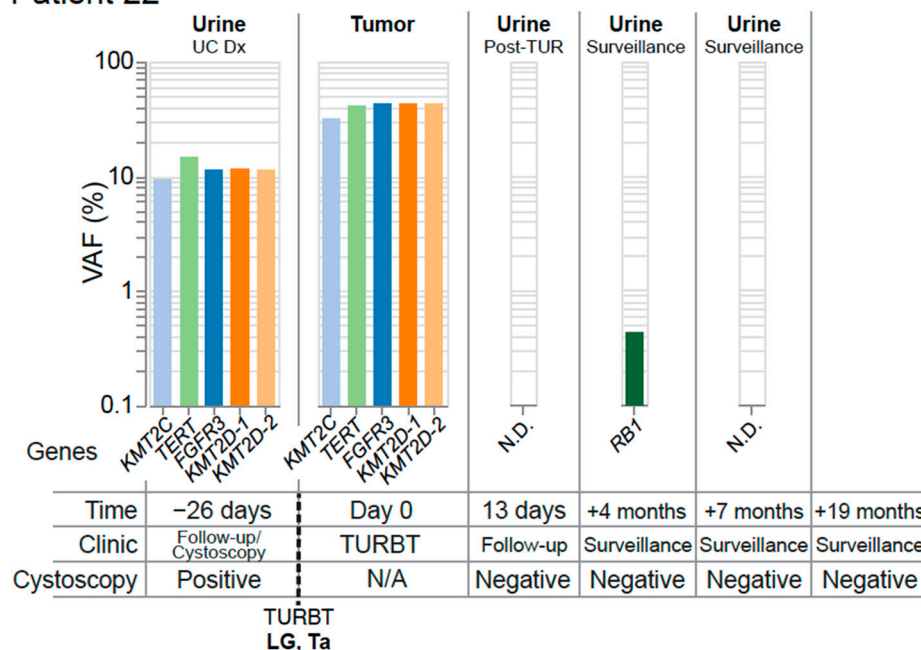 Patient 22
Urine Tumor Urine Urine Urine
UC Dx Post-TUR Surveillance Surveillance
100
10
1
0.1
VAF (%)
Genes
KMT2C TERT FGFR3 KMT2D-1 KMT2D-2 KMT2C TERT FGFR3 KMT2D-1 KMT2D-2 N.D. RB1 N.D.
Time −26 days Day 0 13 days +4 months +7 months +19 months
Clinic Follow-up/ Cystoscopy TURBT Follow-up Surveillance Surveillance Surveillance
Cystoscopy Positive N/A Negative Negative Negative Negative
TURBT
LG, Ta